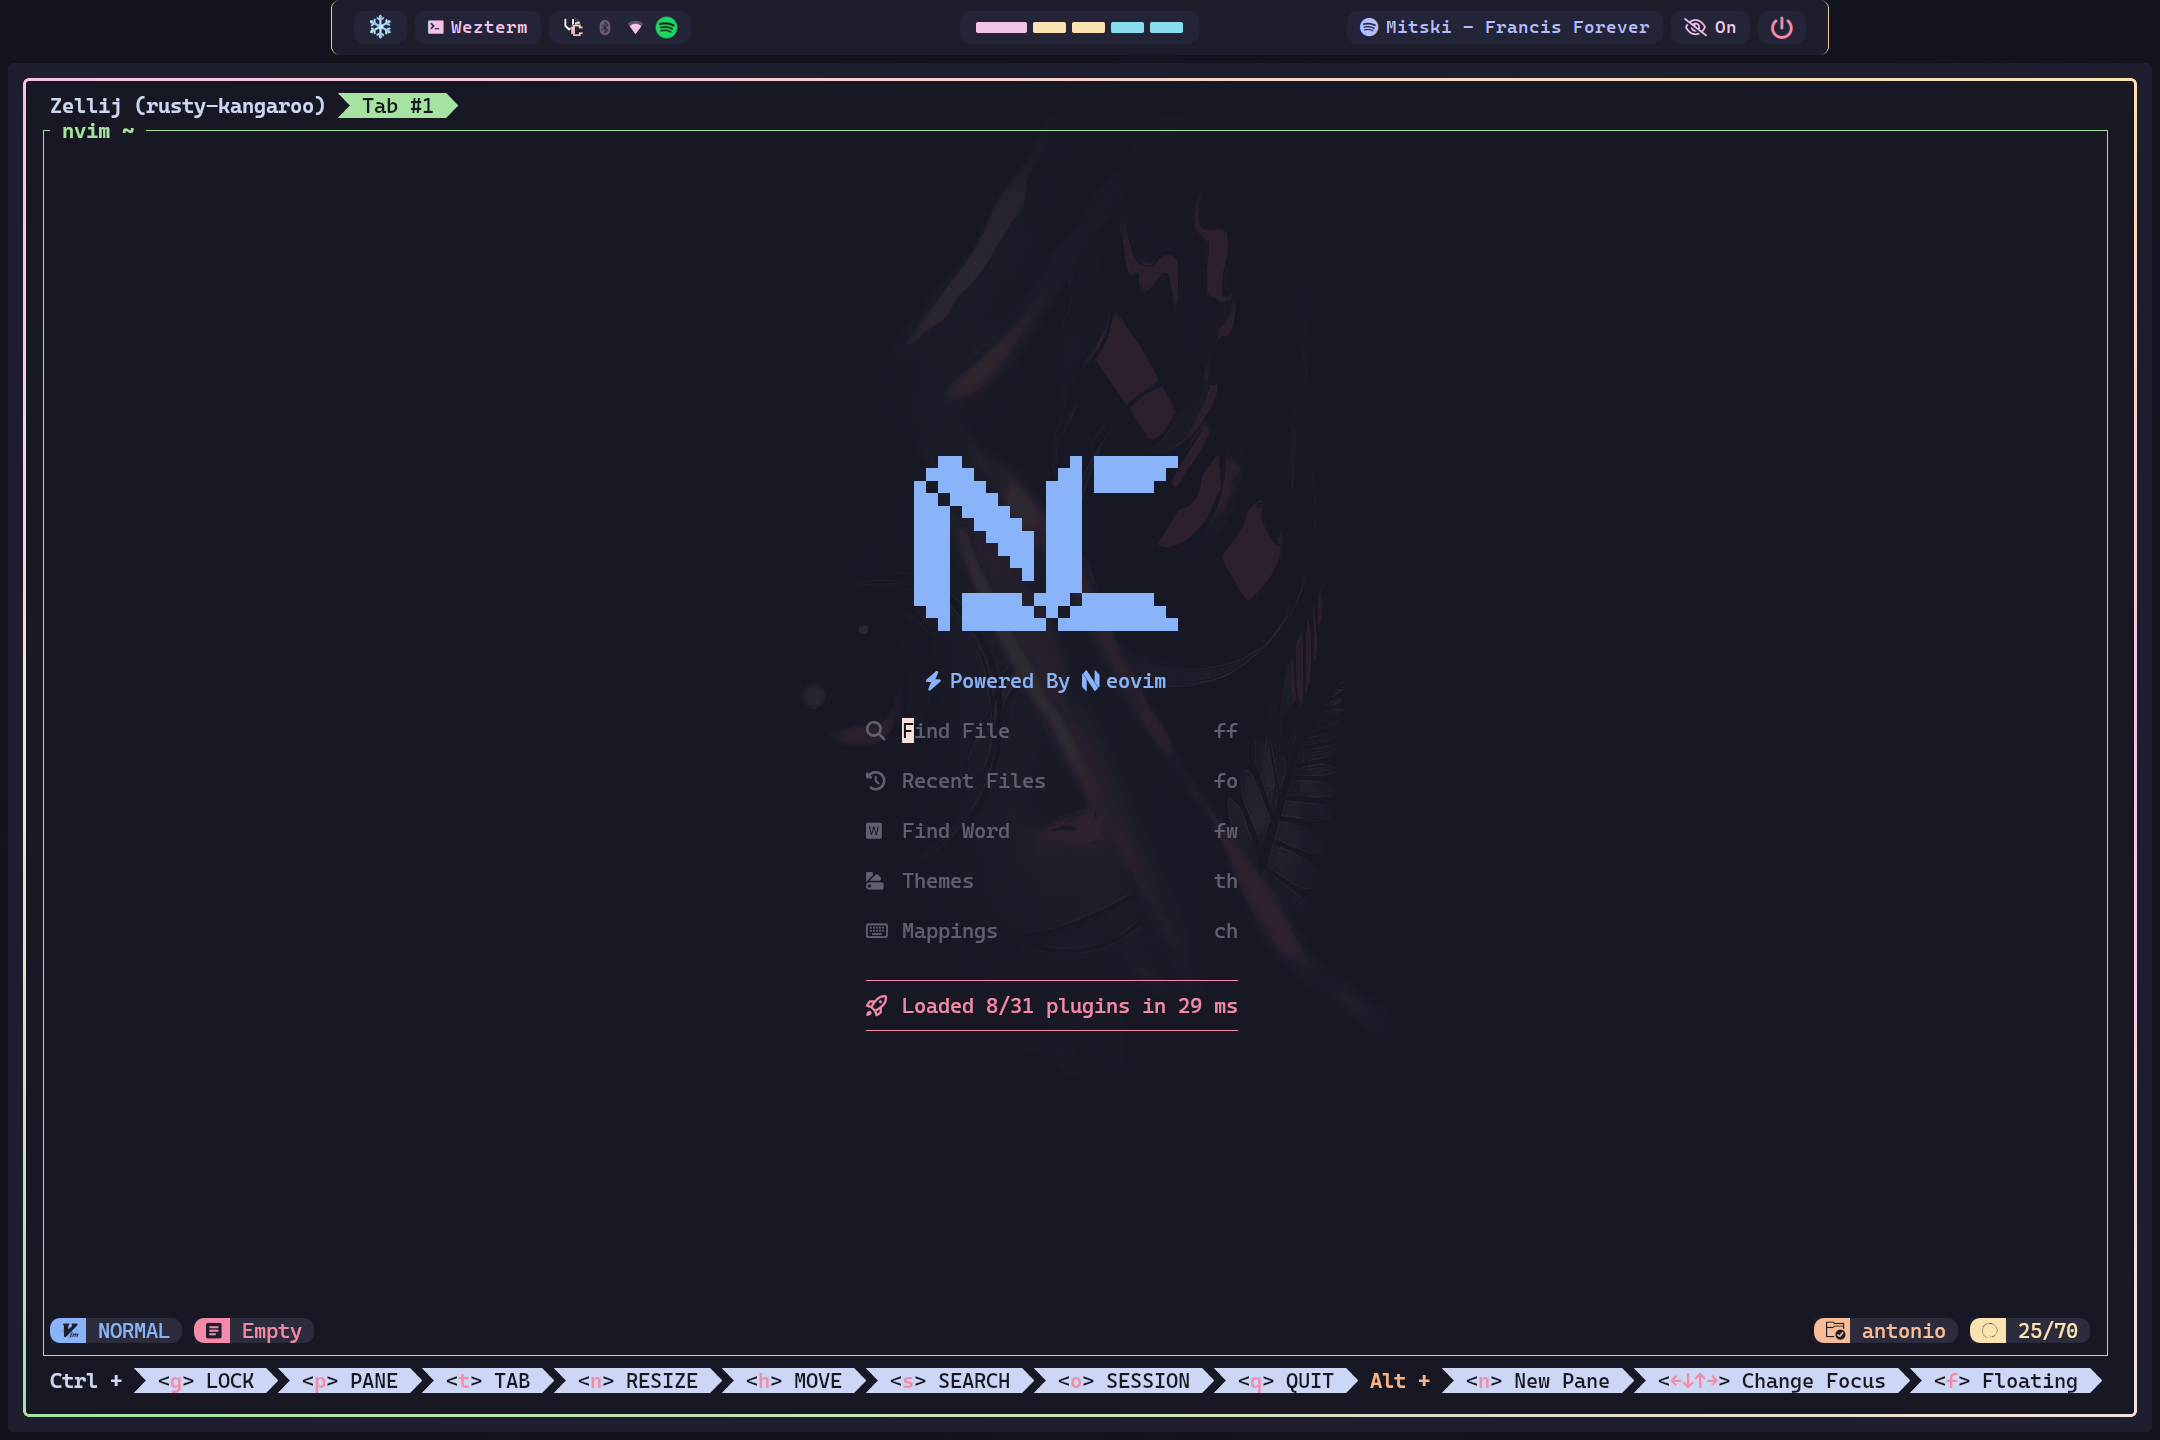 Wezterm
Mitski – Francis Forever
On
Zellij (rusty-kangaroo) Tab #1
nvim ~
Powered By eovim
Find File ff
Recent Files fo
Find Word fw
Themes th
Mappings ch
Loaded 8/31 plugins in 29 ms
NORMAL Empty antonio 25/70
Ctrl + <g> LOCK <p> PANE <t> TAB <n> RESIZE <h> MOVE <s> SEARCH <o> SESSION <q> QUIT Alt + <n> New Pane <←↓↑→> Change Focus <f> Floating